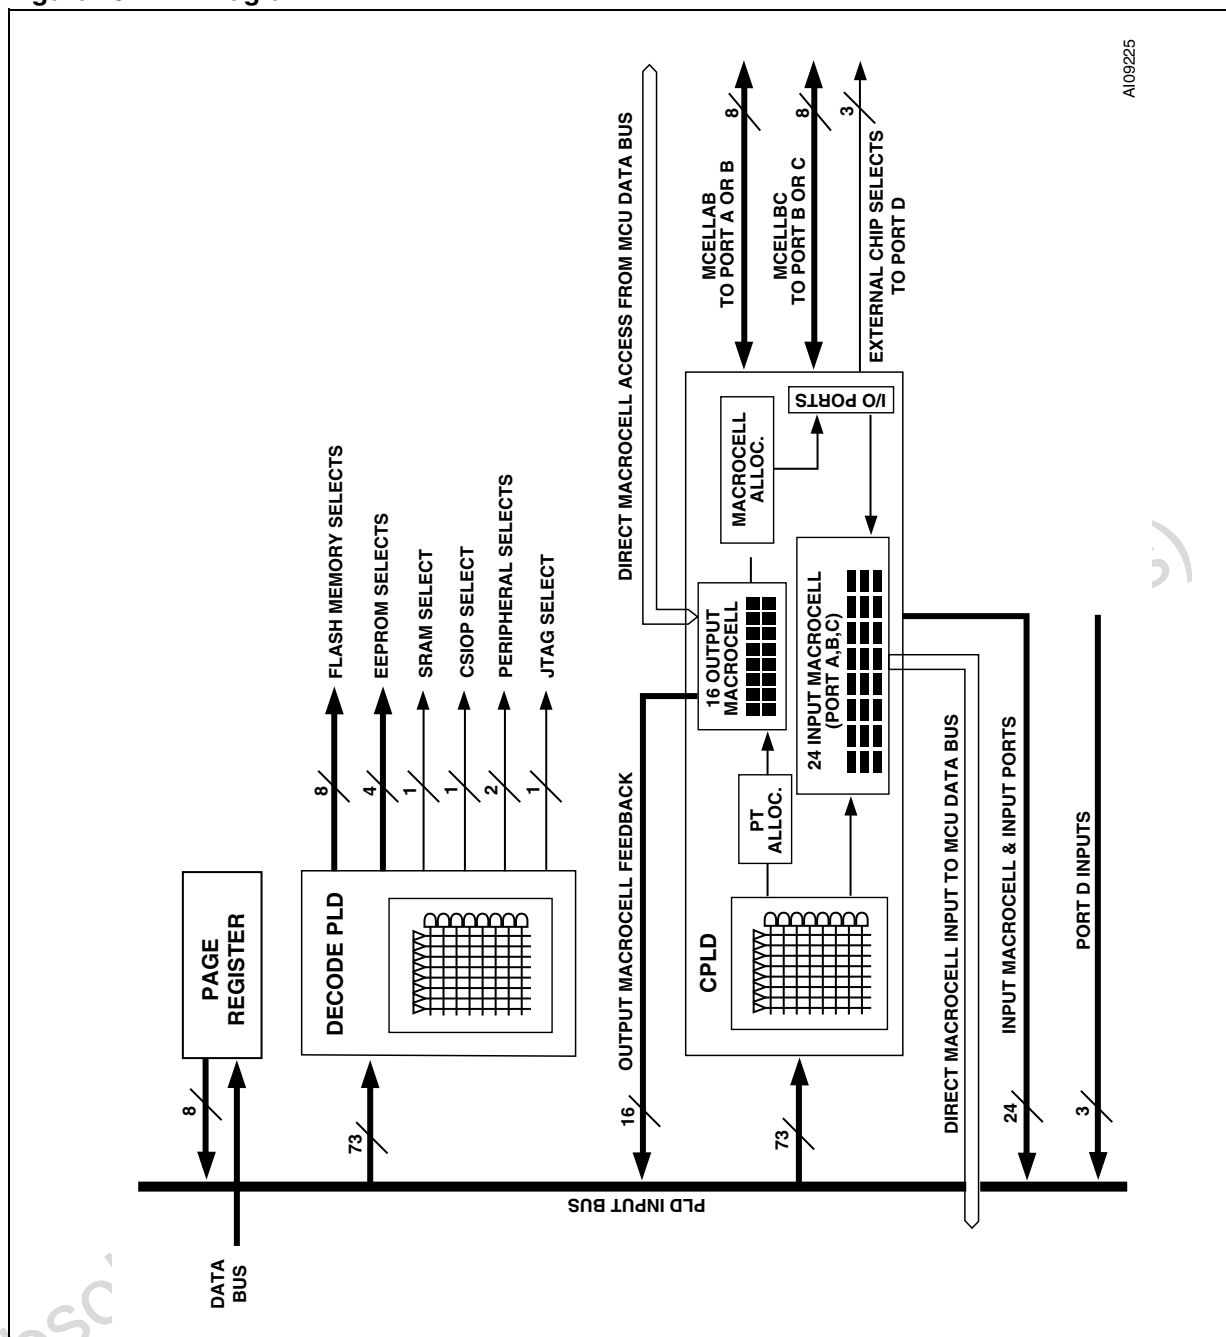 AI09225
PAGE
REGISTER
8
DATA
BUS
DECODE PLD
73
8
FLASH MEMORY SELECTS
4
EEPROM SELECTS
1
SRAM SELECT
1
CSIOP SELECT
2
PERIPHERAL SELECTS
1
JTAG SELECT
PLD INPUT BUS
16
OUTPUT MACROCELL FEEDBACK
DIRECT MACROCELL ACCESS FROM MCU DATA BUS
CPLD
73
PT
ALLOC.
16 OUTPUT
MACROCELL
MACROCELL
ALLOC.
I/O PORTS
24 INPUT MACROCELL
(PORT A,B,C)
MCELLAB
TO PORT A OR B
8
MCELLBC
TO PORT B OR C
8
EXTERNAL CHIP SELECTS
TO PORT D
3
DIRECT MACROCELL INPUT TO MCU DATA BUS
24
INPUT MACROCELL & INPUT PORTS
3
PORT D INPUTS